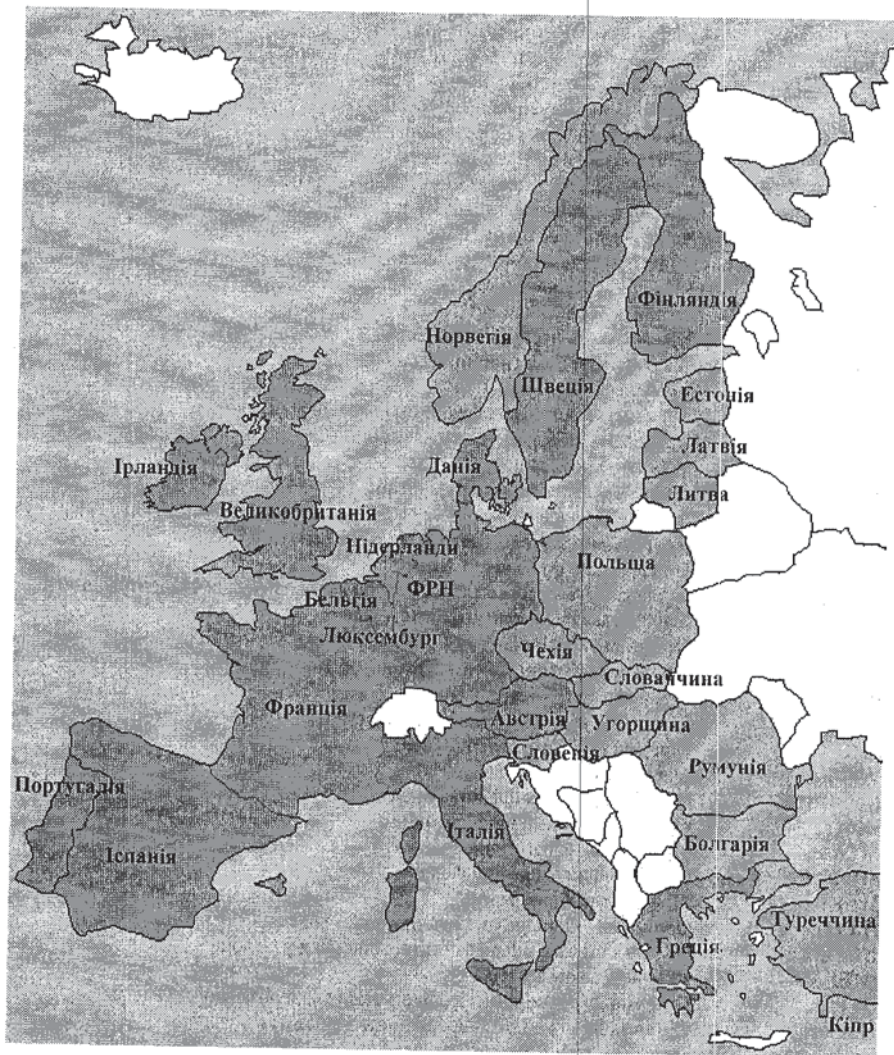 Фінляндія
Норвегія
Швеція
Естонія
Латвія
Ірландія
Данія
Литва
Великобританія
Нідерланди
Польща
ФРН
Бельгія
Люксембург
Чехія
Словаччина
Франція
Австрія
Угорщина
Словенія
Румунія
Португалія
Італія
Болгарія
Іспанія
Туреччина
Греція
Кіпр